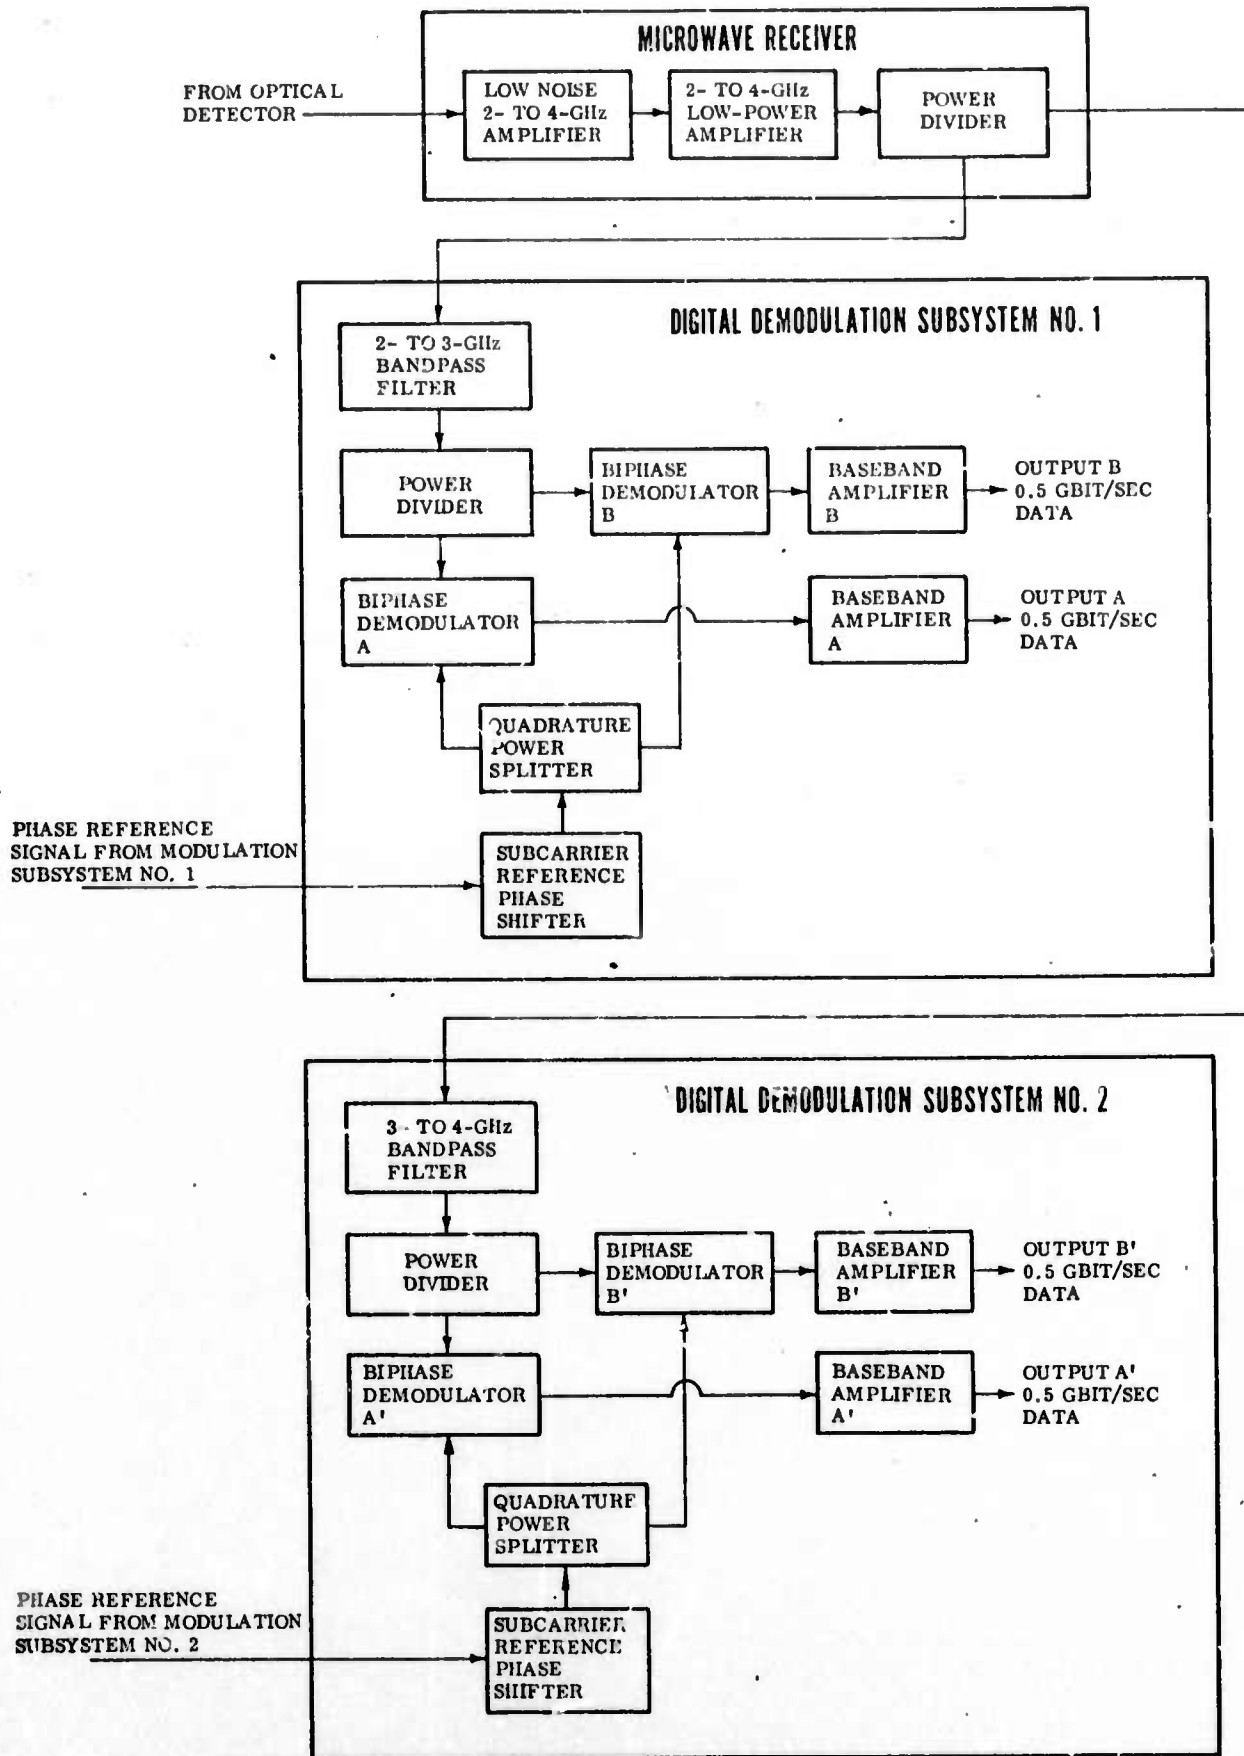 MICROWAVE RECEIVER
FROM OPTICAL
DETECTOR
LOW NOISE
2- TO 4-GHz
AMPLIFIER
2- TO 4-GHz
LOW-POWER
AMPLIFIER
POWER
DIVIDER
DIGITAL DEMODULATION SUBSYSTEM NO. 1
2- TO 3-GHz
BANDPASS
FILTER
POWER
DIVIDER
BIPHASE
DEMODULATOR
B
BASEBAND
AMPLIFIER
B
OUTPUT B
0.5 GBIT/SEC
DATA
BIPHASE
DEMODULATOR
A
BASEBAND
AMPLIFIER
A
OUTPUT A
0.5 GBIT/SEC
DATA
QUADRATURE
POWER
SPLITTER
PHASE REFERENCE
SIGNAL FROM MODULATION
SUBSYSTEM NO. 1
SUBCARRIER
REFERENCE
PHASE
SHIFTER
DIGITAL DEMODULATION SUBSYSTEM NO. 2
3- TO 4-GHz
BANDPASS
FILTER
POWER
DIVIDER
BIPHASE
DEMODULATOR
B'
BASEBAND
AMPLIFIER
B'
OUTPUT B'
0.5 GBIT/SEC
DATA
BIPHASE
DEMODULATOR
A'
BASEBAND
AMPLIFIER
A'
OUTPUT A'
0.5 GBIT/SEC
DATA
QUADRATURE
POWER
SPLITTER
PHASE REFERENCE
SIGNAL FROM MODULATION
SUBSYSTEM NO. 2
SUBCARRIER
REFERENCE
PHASE
SHIFTER